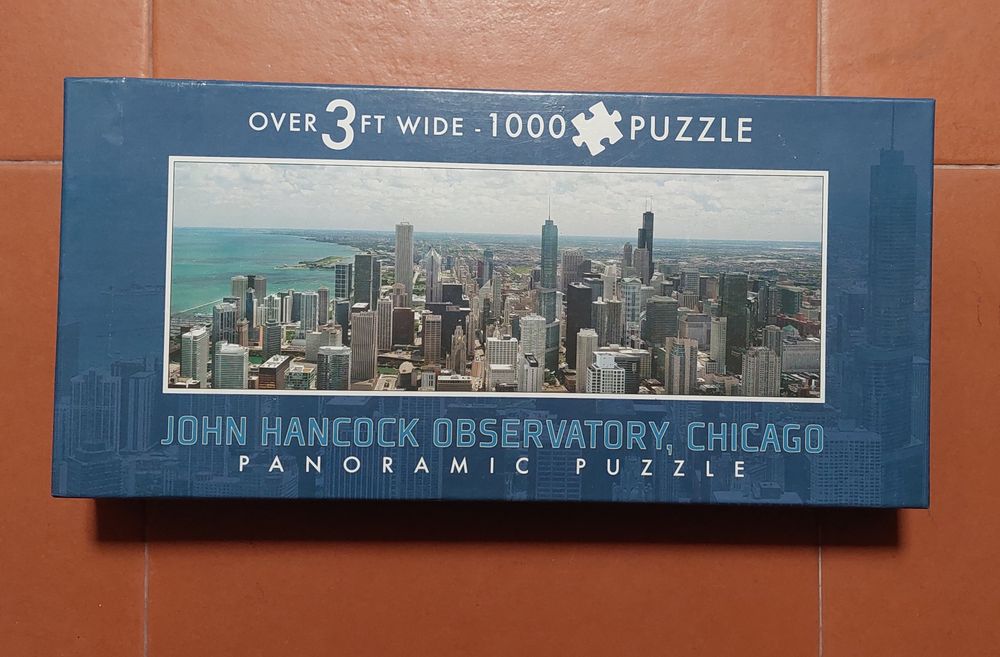 OVER 3 FT WIDE - 1000 PUZZLE
JOHN HANCOCK OBSERVATORY, CHICAGO
PANORAMIC PUZZLE